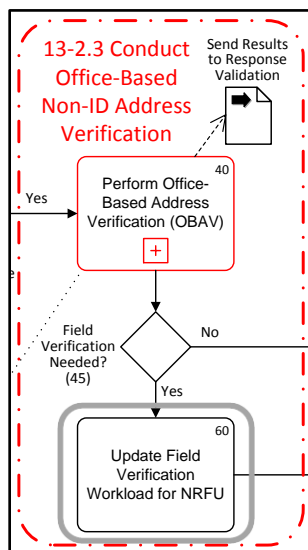 13-2.3 Conduct
Office-Based
Non-ID Address
Verification
Send Results
to Response
Validation
40
Perform Office-
Based Address
Verification (OBAV)
+
Yes
e
Field
Verification
Needed?
(45)
No
Yes
60
Update Field
Verification
Workload for NRFU